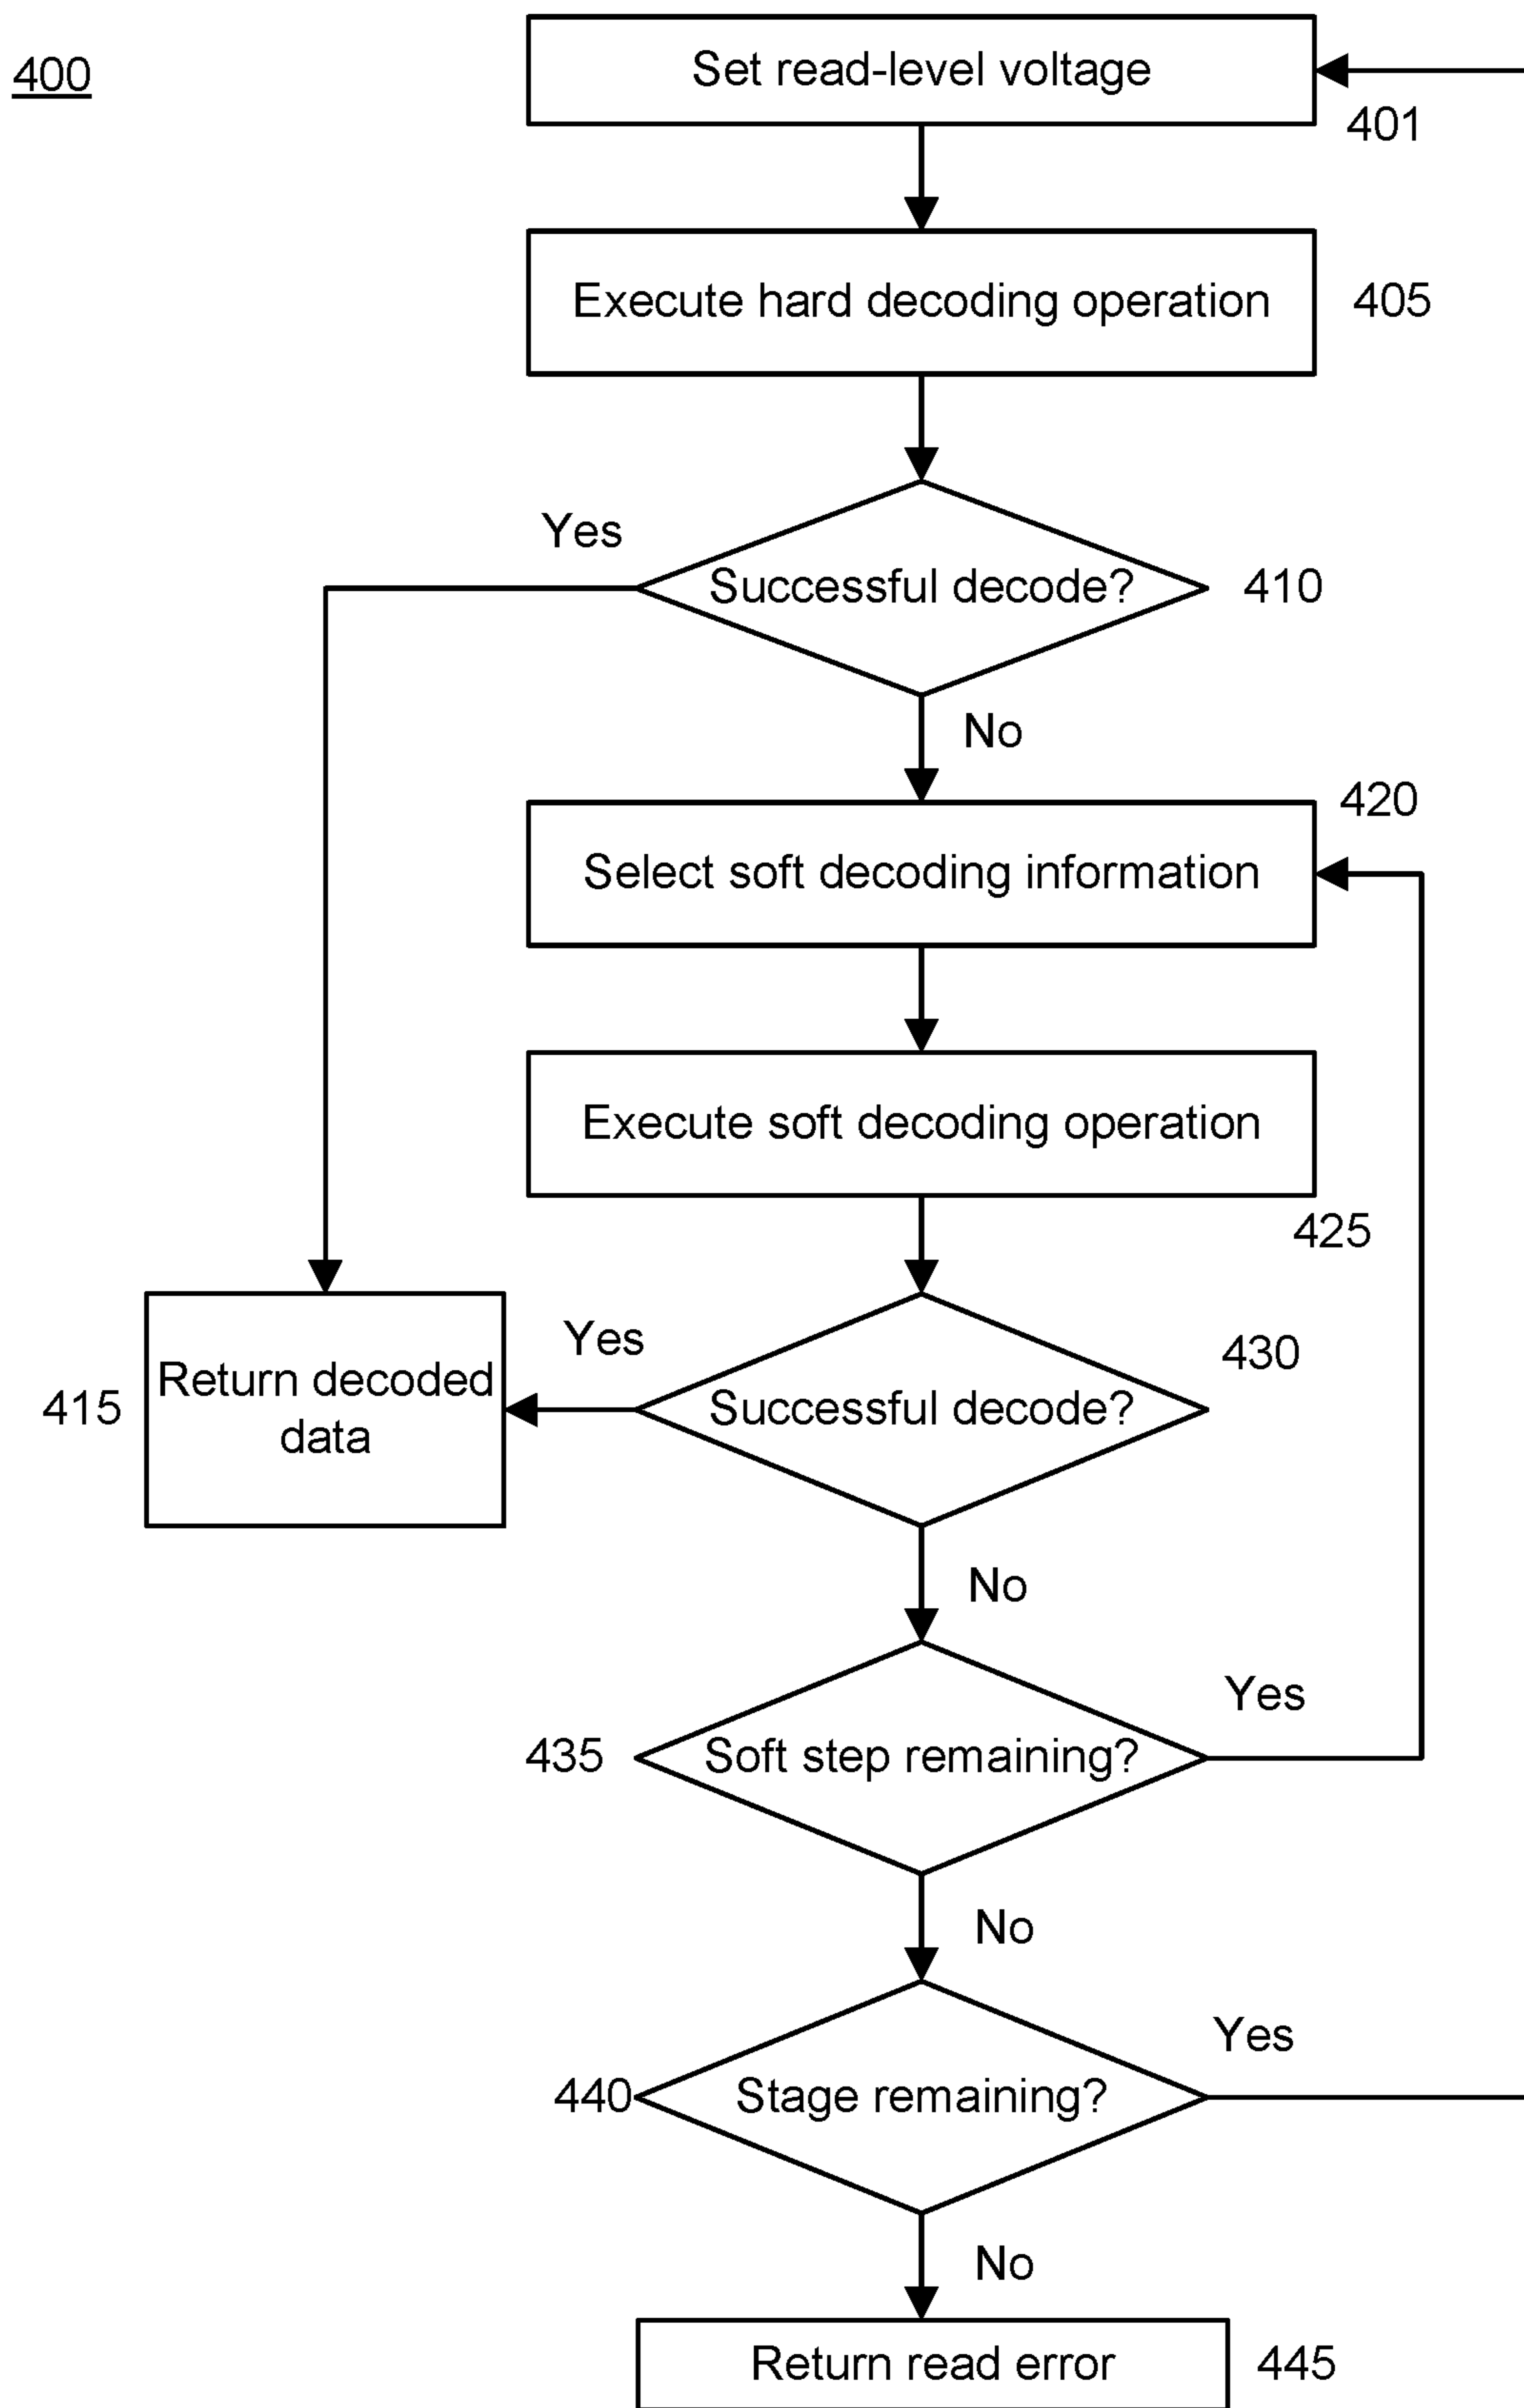 400
Set read-level voltage
401
Execute hard decoding operation
405
Yes
Successful decode?
410
No
420
Select soft decoding information
Execute soft decoding operation
425
Yes
430
415
Return decoded
data
Successful decode?
No
Yes
435
Soft step remaining?
No
Yes
440
Stage remaining?
No
Return read error
445